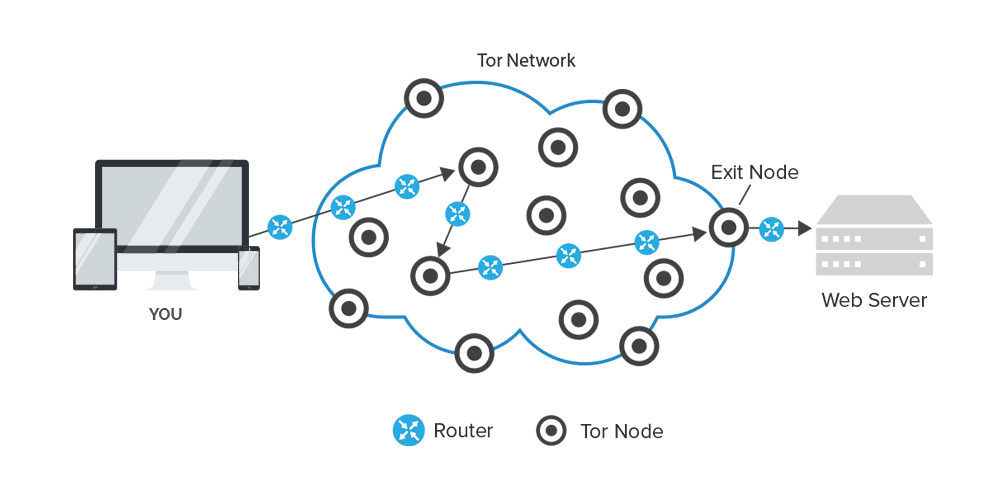 Tor Network
Exit Node
YOU
Web Server
Router
Tor Node